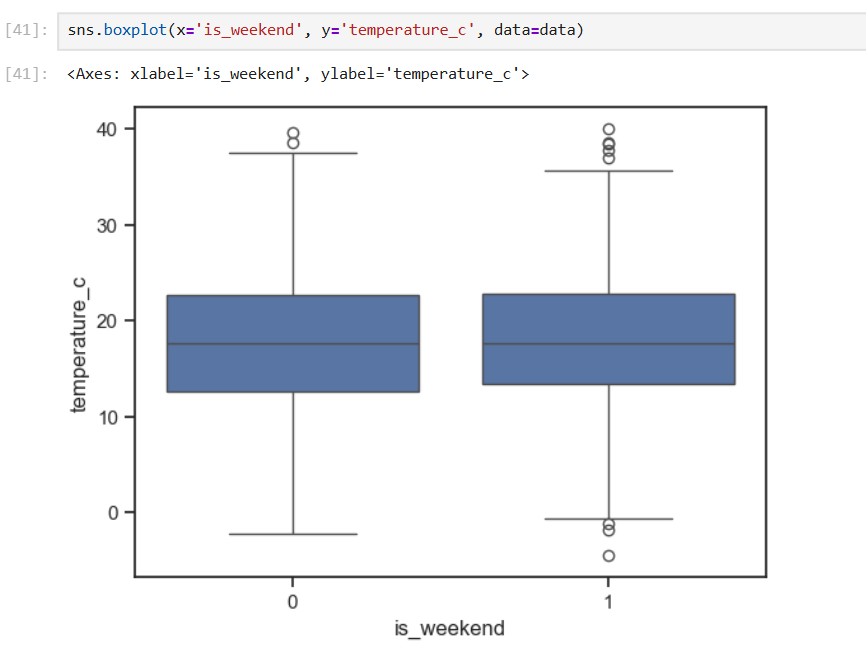 [41]: sns.boxplot(x='is_weekend', y='temperature_c', data=data)
[41]: <Axes: xlabel='is_weekend', ylabel='temperature_c'>
40
30
20
10
0
temperature_c
0 1
is_weekend